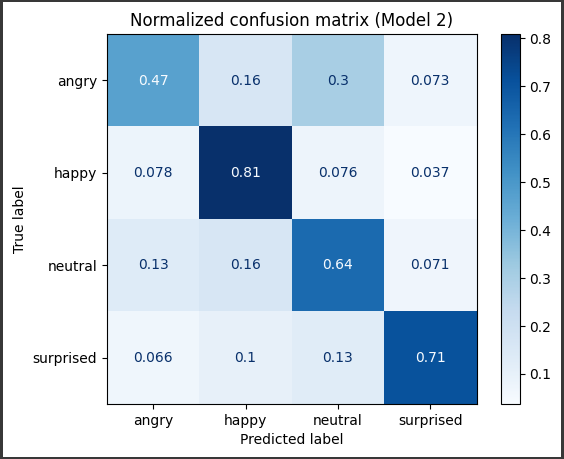 Normalized confusion matrix (Model 2)
angry 0.47 0.16 0.3 0.073
happy 0.078 0.81 0.076 0.037
neutral 0.13 0.16 0.64 0.071
surprised 0.066 0.1 0.13 0.71
True label
angry happy neutral surprised
Predicted label
0.8
0.7
0.6
0.5
0.4
0.3
0.2
0.1